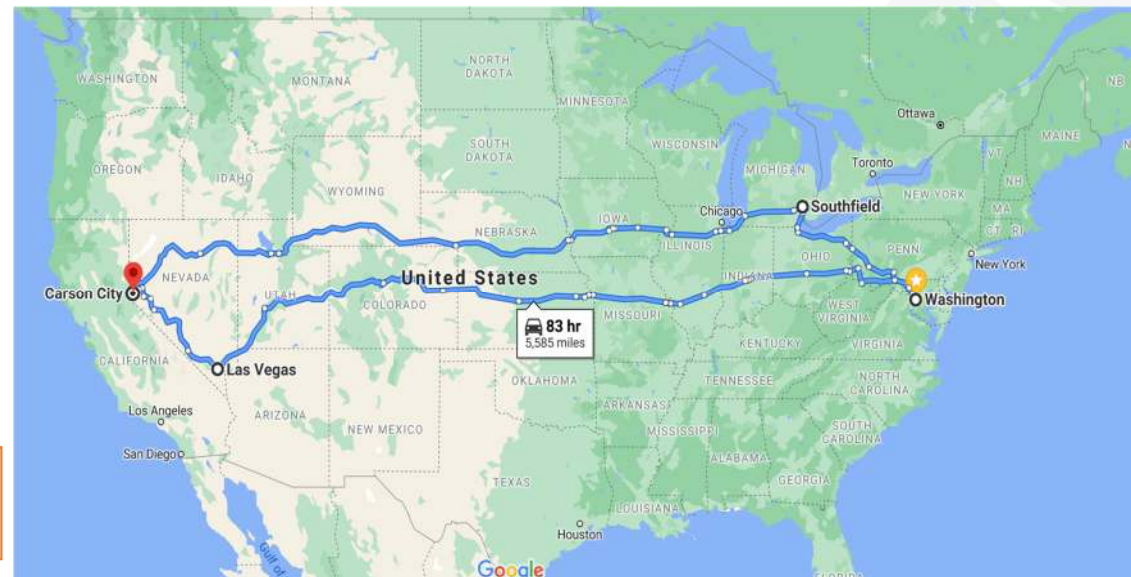 NORTH
DAKOTA
WASHINGTON
MONTANA
MINNESOTA
NB
Ottawa
MAINE
OREGON
IDAHO
SOUTH
DAKOTA
WISCONSIN
MICHIGAN
Toronto
VT
NH
WYOMING
NEW YORK
MA
CT RI
Southfield
Chicago
IOWA
NEBRASKA
ILLINOIS
INDIANA
OHIO
PENN
New York
Washington
NEVADA
Carson City
UTAH
COLORADO
United States
83 hr
5,585 miles
MISSOURI
WEST
VIRGINIA
VIRGINIA
KENTUCKY
CALIFORNIA
Las Vegas
Los Angeles
San Diego
ARIZONA
NEW MEXICO
OKLAHOMA
ARKANSAS
TENNESSEE
NORTH
CAROLINA
SOUTH
CAROLINA
MISSISSIPPI
ALABAMA
GEORGIA
TEXAS
LOUISIANA
Houston
Gulf of
Google